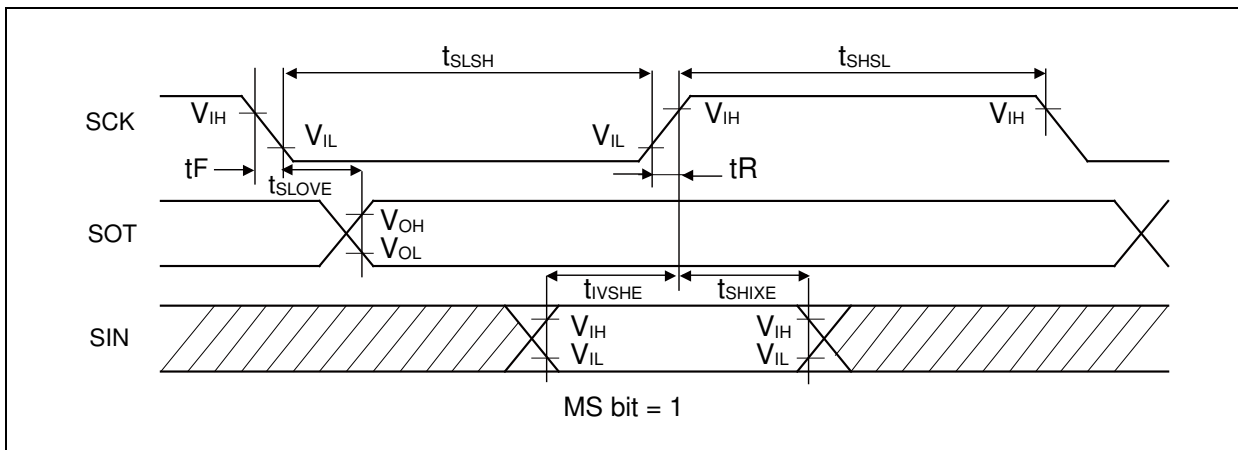 tSLSH tSHSL
SCK VIH VIL VIL VIH VIH
tF tSLOVE tR
SOT VOH
VOL
tIVSHE tSHIXE
SIN VIH VIH
VIL VIL
MS bit = 1